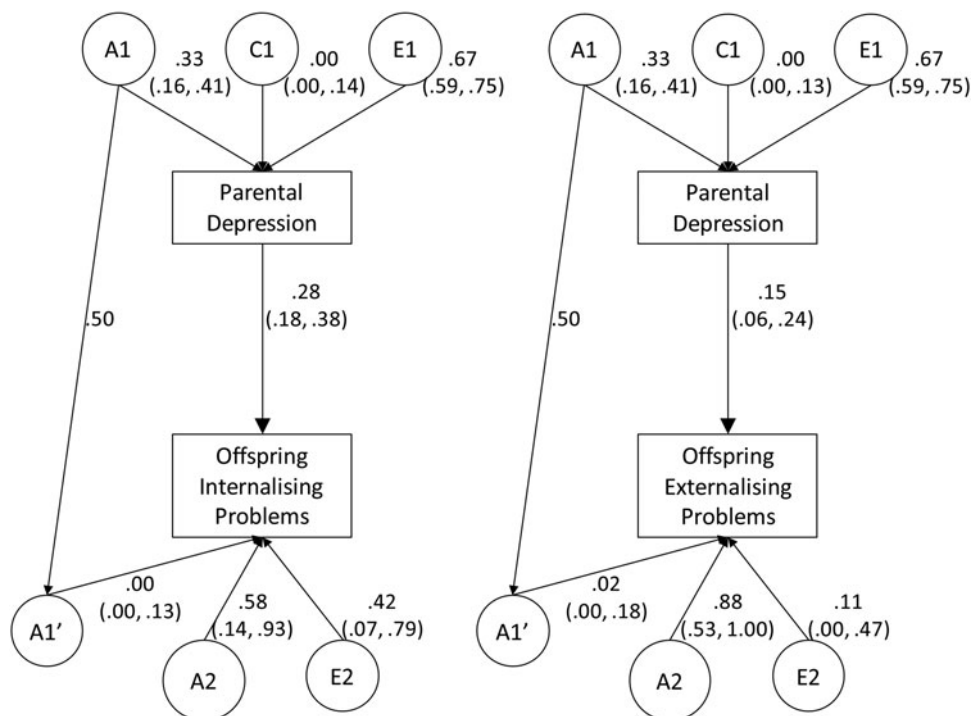 A1
.33
(.16, .41)
C1
.00
(.00, .14)
E1
.67
(.59, .75)
Parental
Depression
.28
(.18, .38)
.50
Offspring
Internalising
Problems
.00
(.00, .13)
.58
(.14, .93)
.42
(.07, .79)
A1’
A2
E2
A1
.33
(.16, .41)
C1
.00
(.00, .13)
E1
.67
(.59, .75)
Parental
Depression
.15
(.06, .24)
.50
Offspring
Externalising
Problems
.02
(.00, .18)
.88
(.53, 1.00)
.11
(.00, .47)
A1’
A2
E2